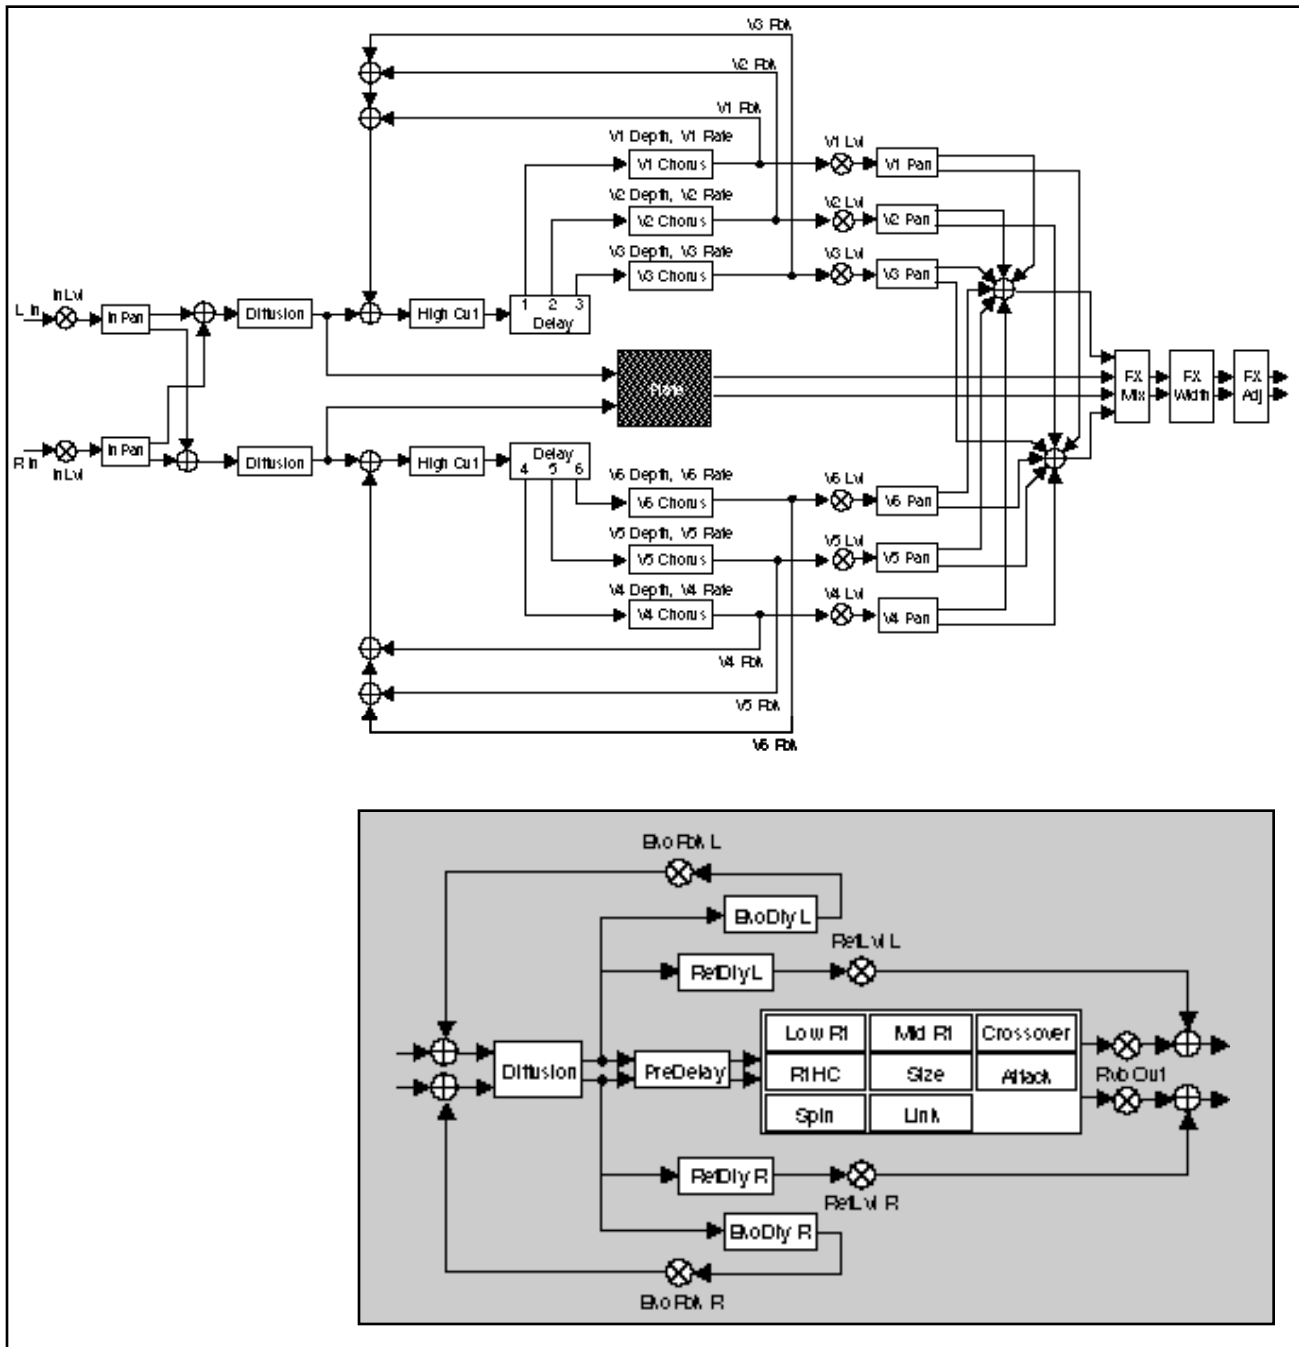 V3 Fbk
V2 Fbk
V1 Fbk
V1 Depth, V1 Rate
V1 Chorus
V1 Lvl
V1 Pan
V2 Depth, V2 Rate
V2 Chorus
V2 Lvl
V2 Pan
V3 Depth, V3 Rate
V3 Chorus
V3 Lvl
V3 Pan
L In
In Lvl
In Pan
Diffusion
High Cut
1 2 3
Delay
Plate
FX Mix
FX Width
FX Adj
R In
In Lvl
In Pan
Diffusion
High Cut
Delay
4 5 6
V6 Depth, V6 Rate
V6 Chorus
V6 Lvl
V6 Pan
V5 Depth, V5 Rate
V5 Chorus
V5 Lvl
V5 Pan
V4 Depth, V4 Rate
V4 Chorus
V4 Lvl
V4 Pan
V4 Fbk
V5 Fbk
V6 Fbk
EkoFbk L
EkoDly L
RefLvl L
RefDly L
Low Rt
Mid Rt
Crossover
Diffusion
PreDelay
RtHC
Size
Attack
Rvb Out
Spin
Link
RefDly R
RefLvl R
EkoDly R
EkoFbk R